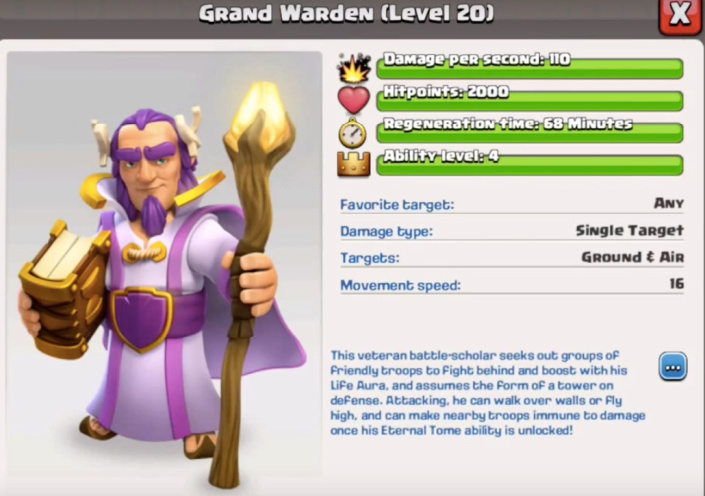 Grand Warden (Level 20)
X
Damage per second: 110
Hitpoints: 2000
Regeneration time: 68 Minutes
Ability level: 4
Favorite target: Any
Damage type: Single Target
Targets: Ground & Air
Movement speed: 16
This veteran battle-scholar seeks out groups of
friendly troops to fight behind and boost with his
Life Aura, and assumes the form of a tower on
defense. Attacking, he can walk over walls or fly
high, and can make nearby troops immune to damage
once his Eternal Tome ability is unlocked!
...